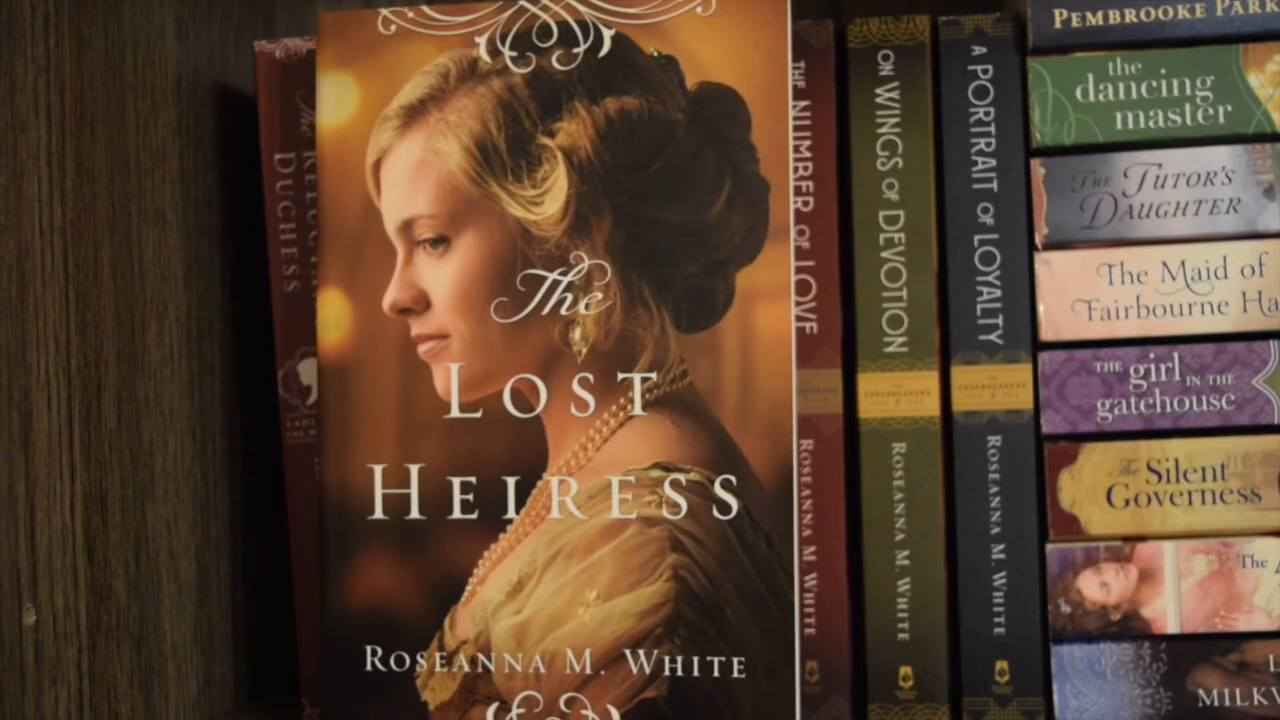 The
LOST
HEIRESS
ROSEANNA M. WHITE
The
DUCHESS
THE NUMBER OF LOVE
ROSEANNA M. WHITE
ON WINGS OF DEVOTION
ROSEANNA M. WHITE
A PORTRAIT OF LOYALTY
ROSEANNA M. WHITE
PEMBROOKE PARK
the
dancing
master
THE TUTOR'S
DAUGHTER
The Maid of
Fairbourne Ha
THE girl IN THE
gatehouse
The Silent
Governess
The
MILKW